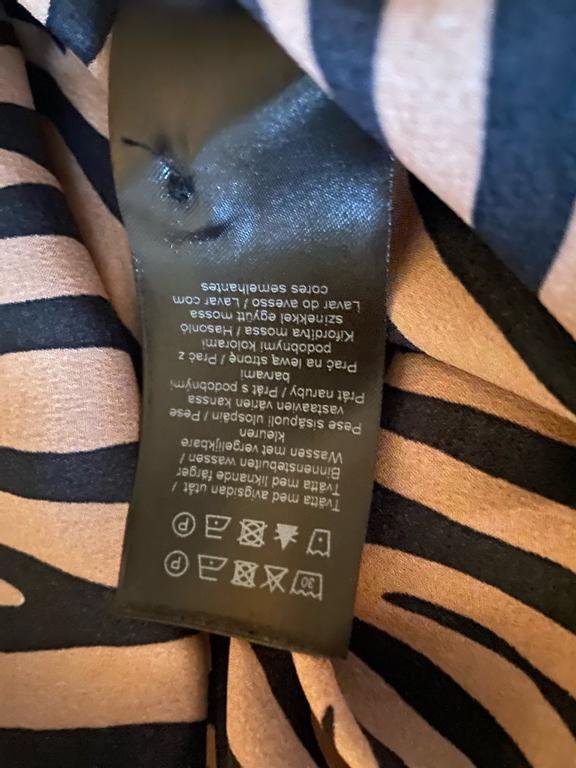 30
P
P
Tvätta med avigsidan utåt /
Tvätta med liknande färger
Binnenstebuiten wassen /
Wassen met vergelijkbare
kleuren
Pese sisäpuoli ulospäin / Pese
vastaavien värien kanssa
Prát naruby / Prát s podobnymi
barvami
Prać na lewą stronę / Prać z
podobnymi kolorami
Kifordítva mossa / Hasonló
színekkel együtt mossa
Lavar do avesso / Lavar com
cores semelhantes